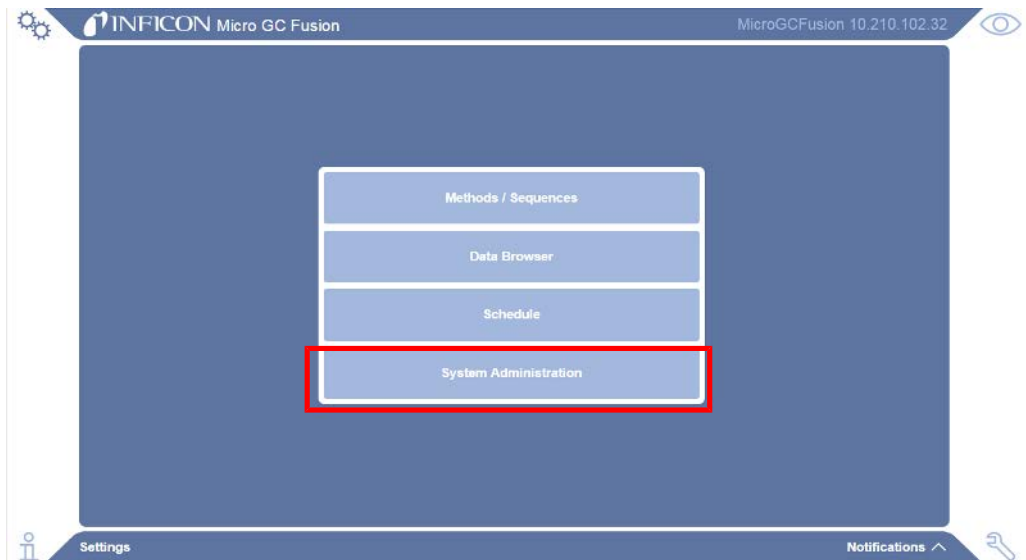 INFICON Micro GC Fusion
MicroGCFusion 10.210.102.32
Methods / Sequences
Data Browser
Schedule
System Administration
Settings
Notifications